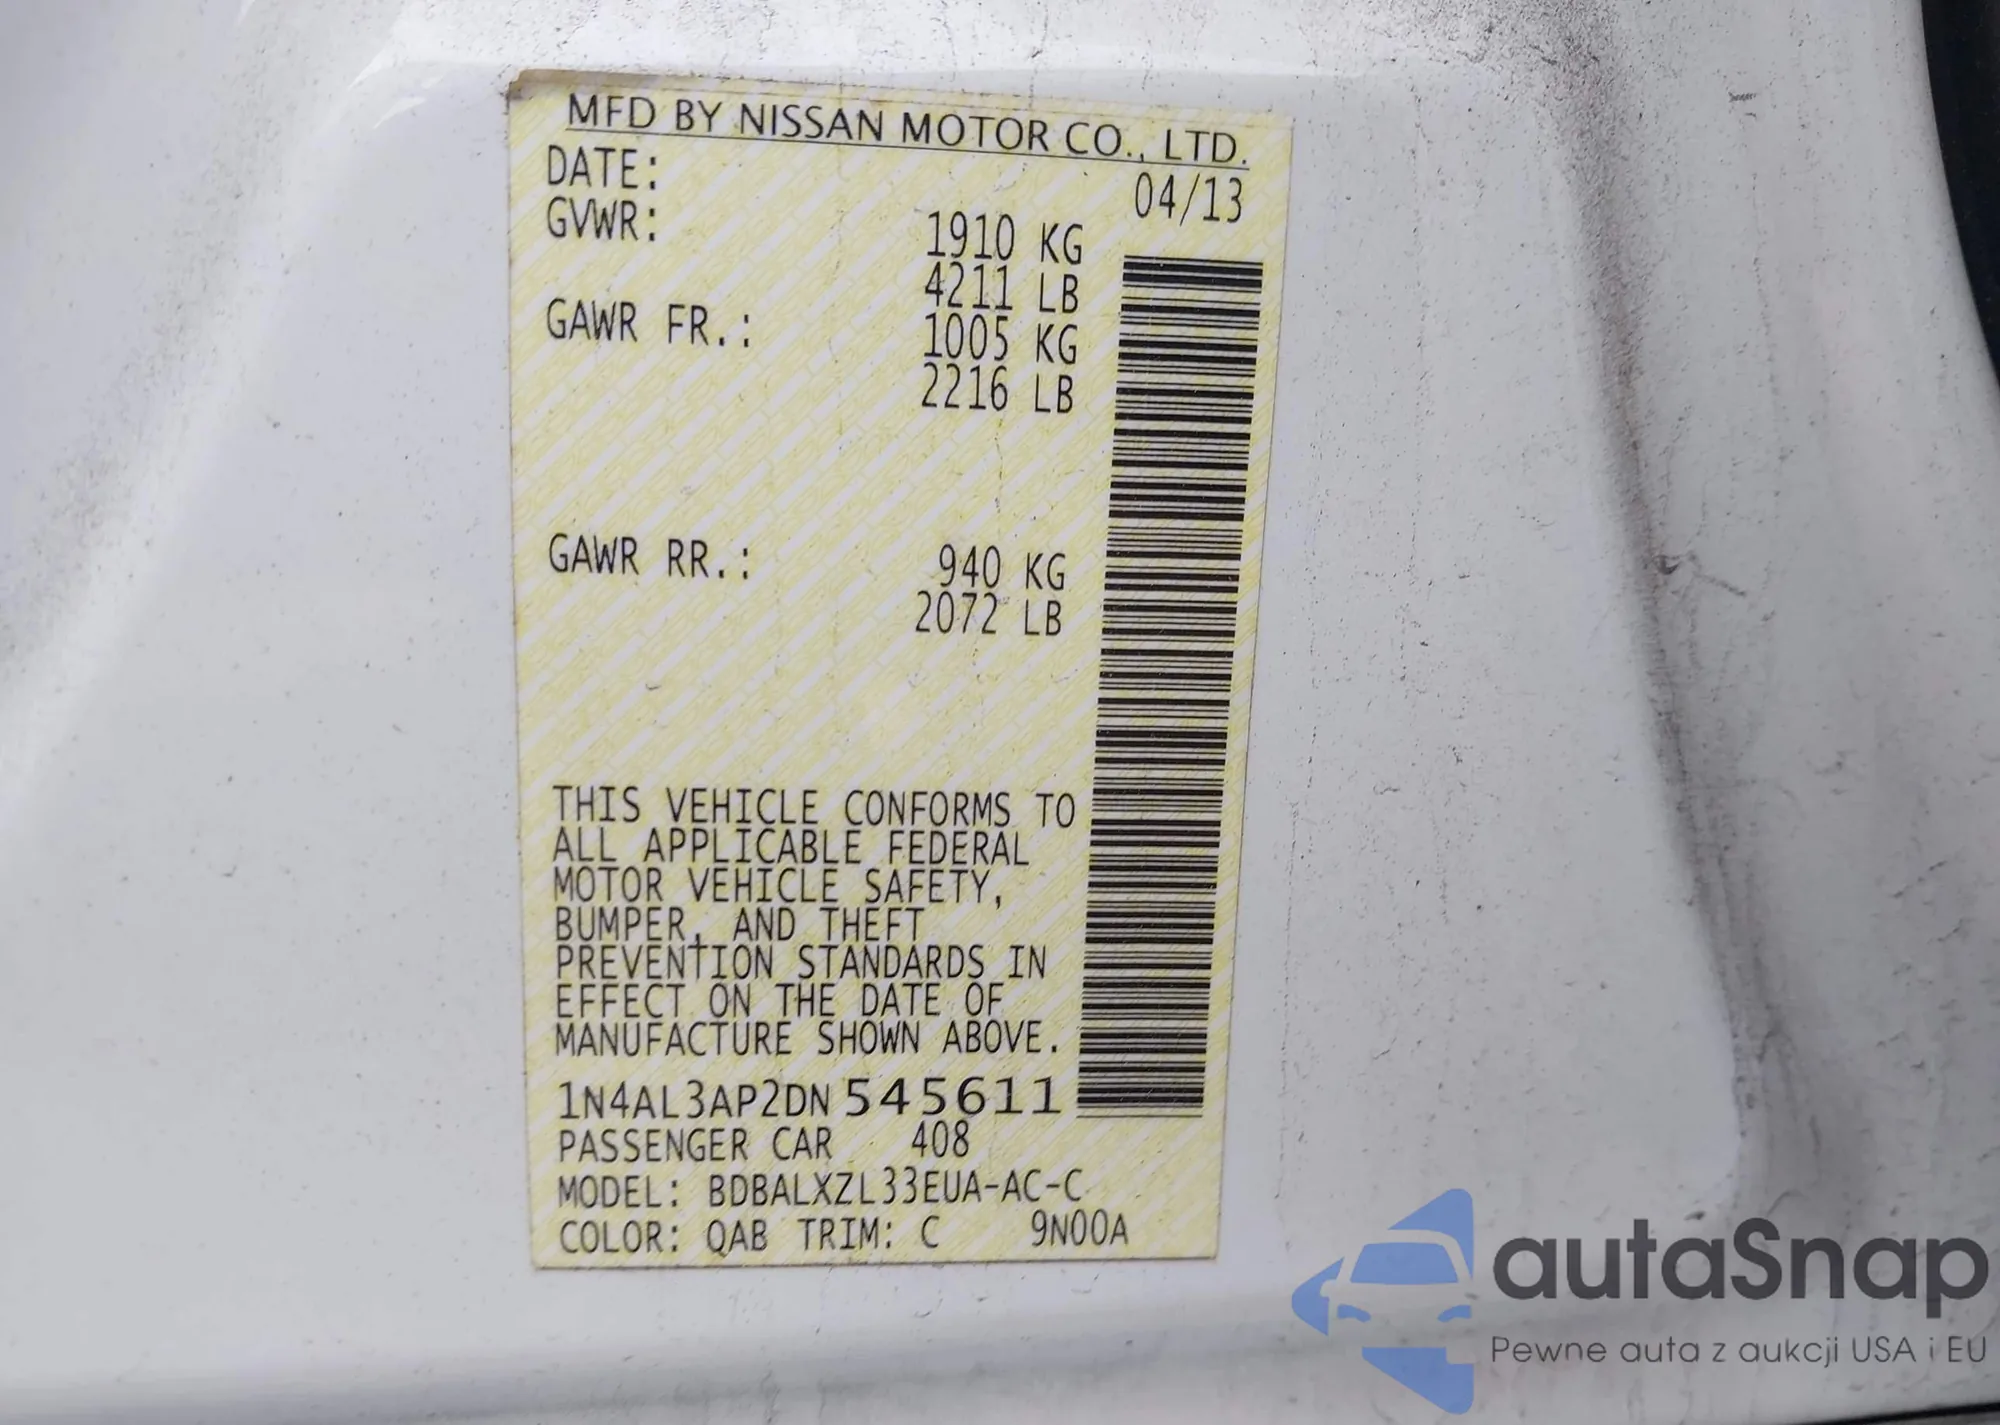 MFD BY NISSAN MOTOR CO., LTD.
DATE: 04/13
GVWR: 1910 KG
4211 LB
GAWR FR.: 1005 KG
2216 LB
GAWR RR.: 940 KG
2072 LB
THIS VEHICLE CONFORMS TO
ALL APPLICABLE FEDERAL
MOTOR VEHICLE SAFETY,
BUMPER, AND THEFT
PREVENTION STANDARDS IN
EFFECT ON THE DATE OF
MANUFACTURE SHOWN ABOVE.
1N4AL3AP2DN545611
PASSENGER CAR 408
MODEL: BDBALXZL33EUA-AC-C
COLOR: QAB TRIM: C 9N00A
autaSnap
Pewne auta z aukcji USA i EU